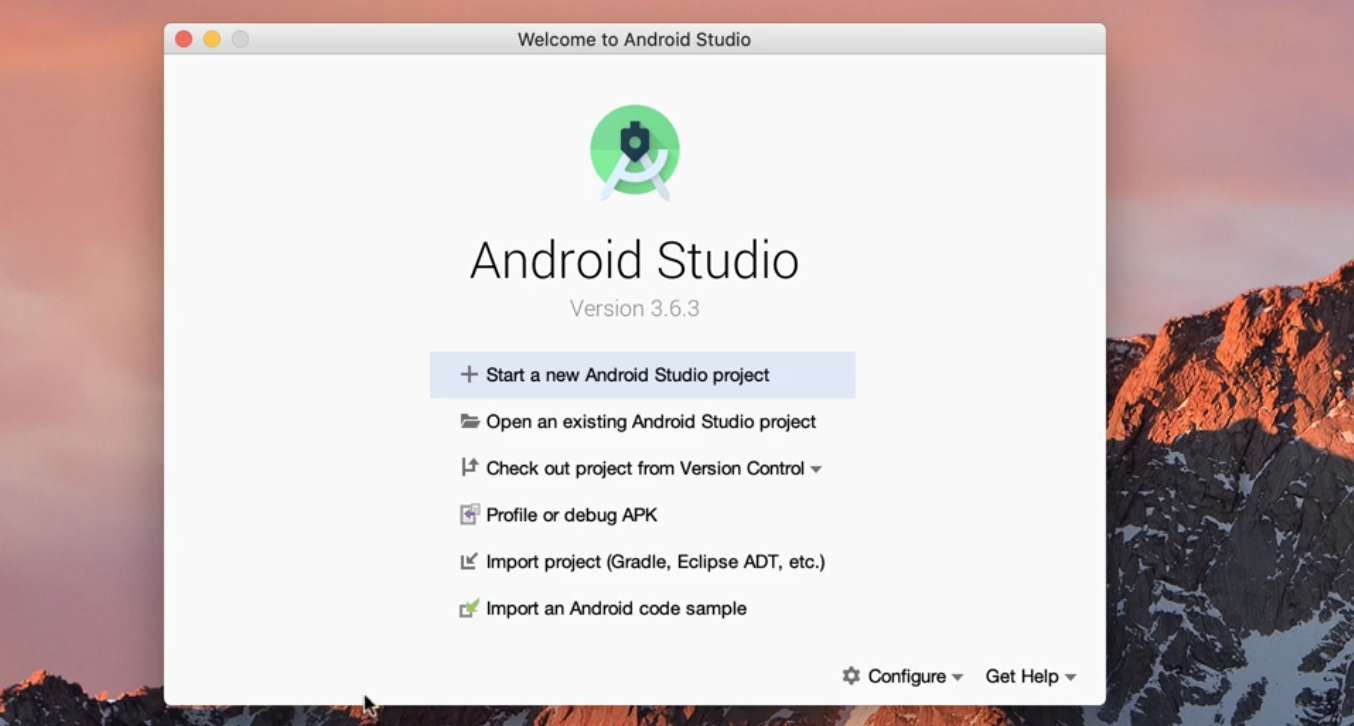 Welcome to Android Studio
Android Studio
Version 3.6.3
Start a new Android Studio project
Open an existing Android Studio project
Check out project from Version Control
Profile or debug APK
Import project (Gradle, Eclipse ADT, etc.)
Import an Android code sample
Configure Get Help